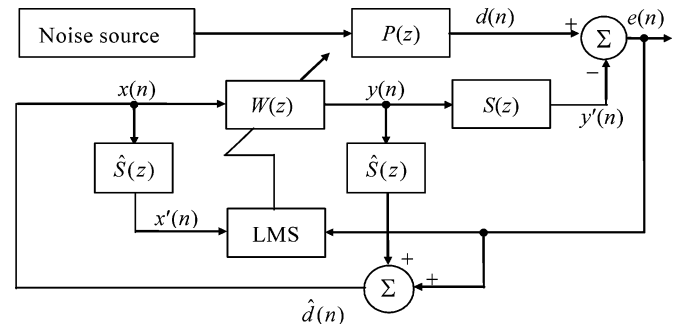 Noise source
P(z)
d(n)
+
Σ
e(n)
−
x(n)
W(z)
y(n)
S(z)
y′(n)
Ŝ(z)
Ŝ(z)
x′(n)
LMS
+
+
Σ
d̂(n)